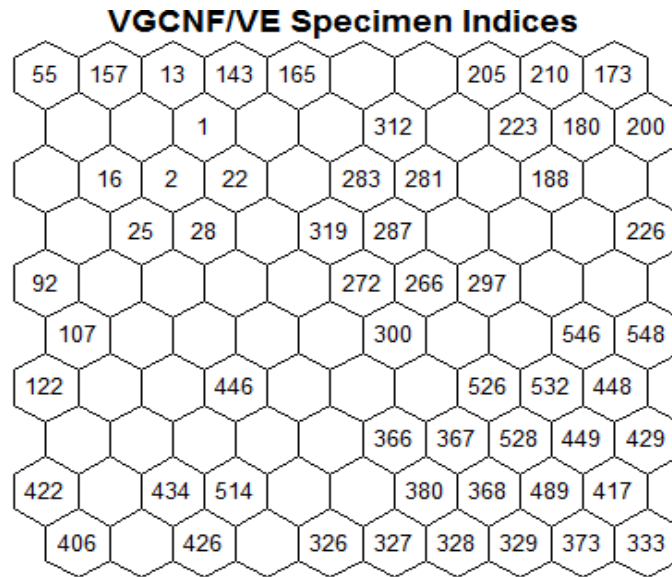 VGCNF/VE Specimen Indices
55 157 13 143 165 205 210 173
1 312 223 180 200
16 2 22 283 281 188
25 28 319 287 226
92 272 266 297
107 300 546 548
122 446 526 532 448
366 367 528 449 429
422 434 514 380 368 489 417
406 426 326 327 328 329 373 333